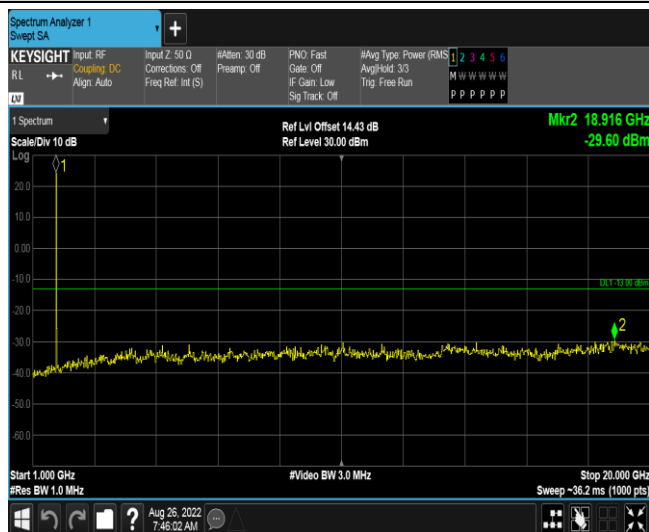 Spectrum Analyzer 1
Swept SA
+
KEYSIGHT
RL
LXI
Input: RF
Coupling: DC
Align: Auto
Input Z: 50 Ω
Corrections: Off
Freq Ref: Int (S)
#Atten: 30 dB
Preamp: Off
PNO: Fast
Gate: Off
IF Gain: Low
Sig Track: Off
#Avg Type: Power (RMS
Avg|Hold: 3/3
Trig: Free Run
1 2 3 4 5 6
M W W W W W
P P P P P P
1 Spectrum
Scale/Div 10 dB
Ref Lvl Offset 14.43 dB
Ref Level 30.00 dBm
Mkr2 18.916 GHz
-29.60 dBm
Log
1
20.0
10.0
0.00
-10.0
DL1 -13.00 dBm
-20.0
2
-30.0
-40.0
-50.0
-60.0
Start 1.000 GHz
#Res BW 1.0 MHz
#Video BW 3.0 MHz
Stop 20.000 GHz
Sweep ~36.2 ms (1000 pts)
?
Aug 26, 2022
7:46:02 AM